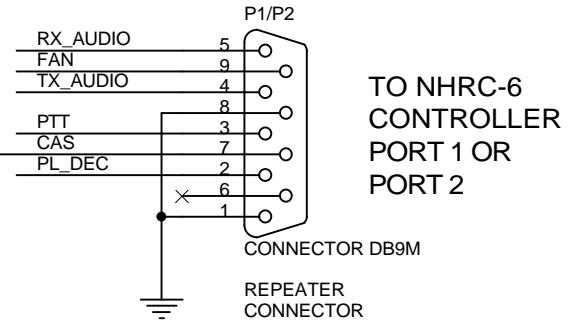 P1/P2
RX_AUDIO 5
FAN 9
TX_AUDIO 4
8
PTT 3
CAS 7
PL_DEC 2
6
1
TO NHRC-6
CONTROLLER
PORT 1 OR
PORT 2
CONNECTOR DB9M
REPEATER
CONNECTOR